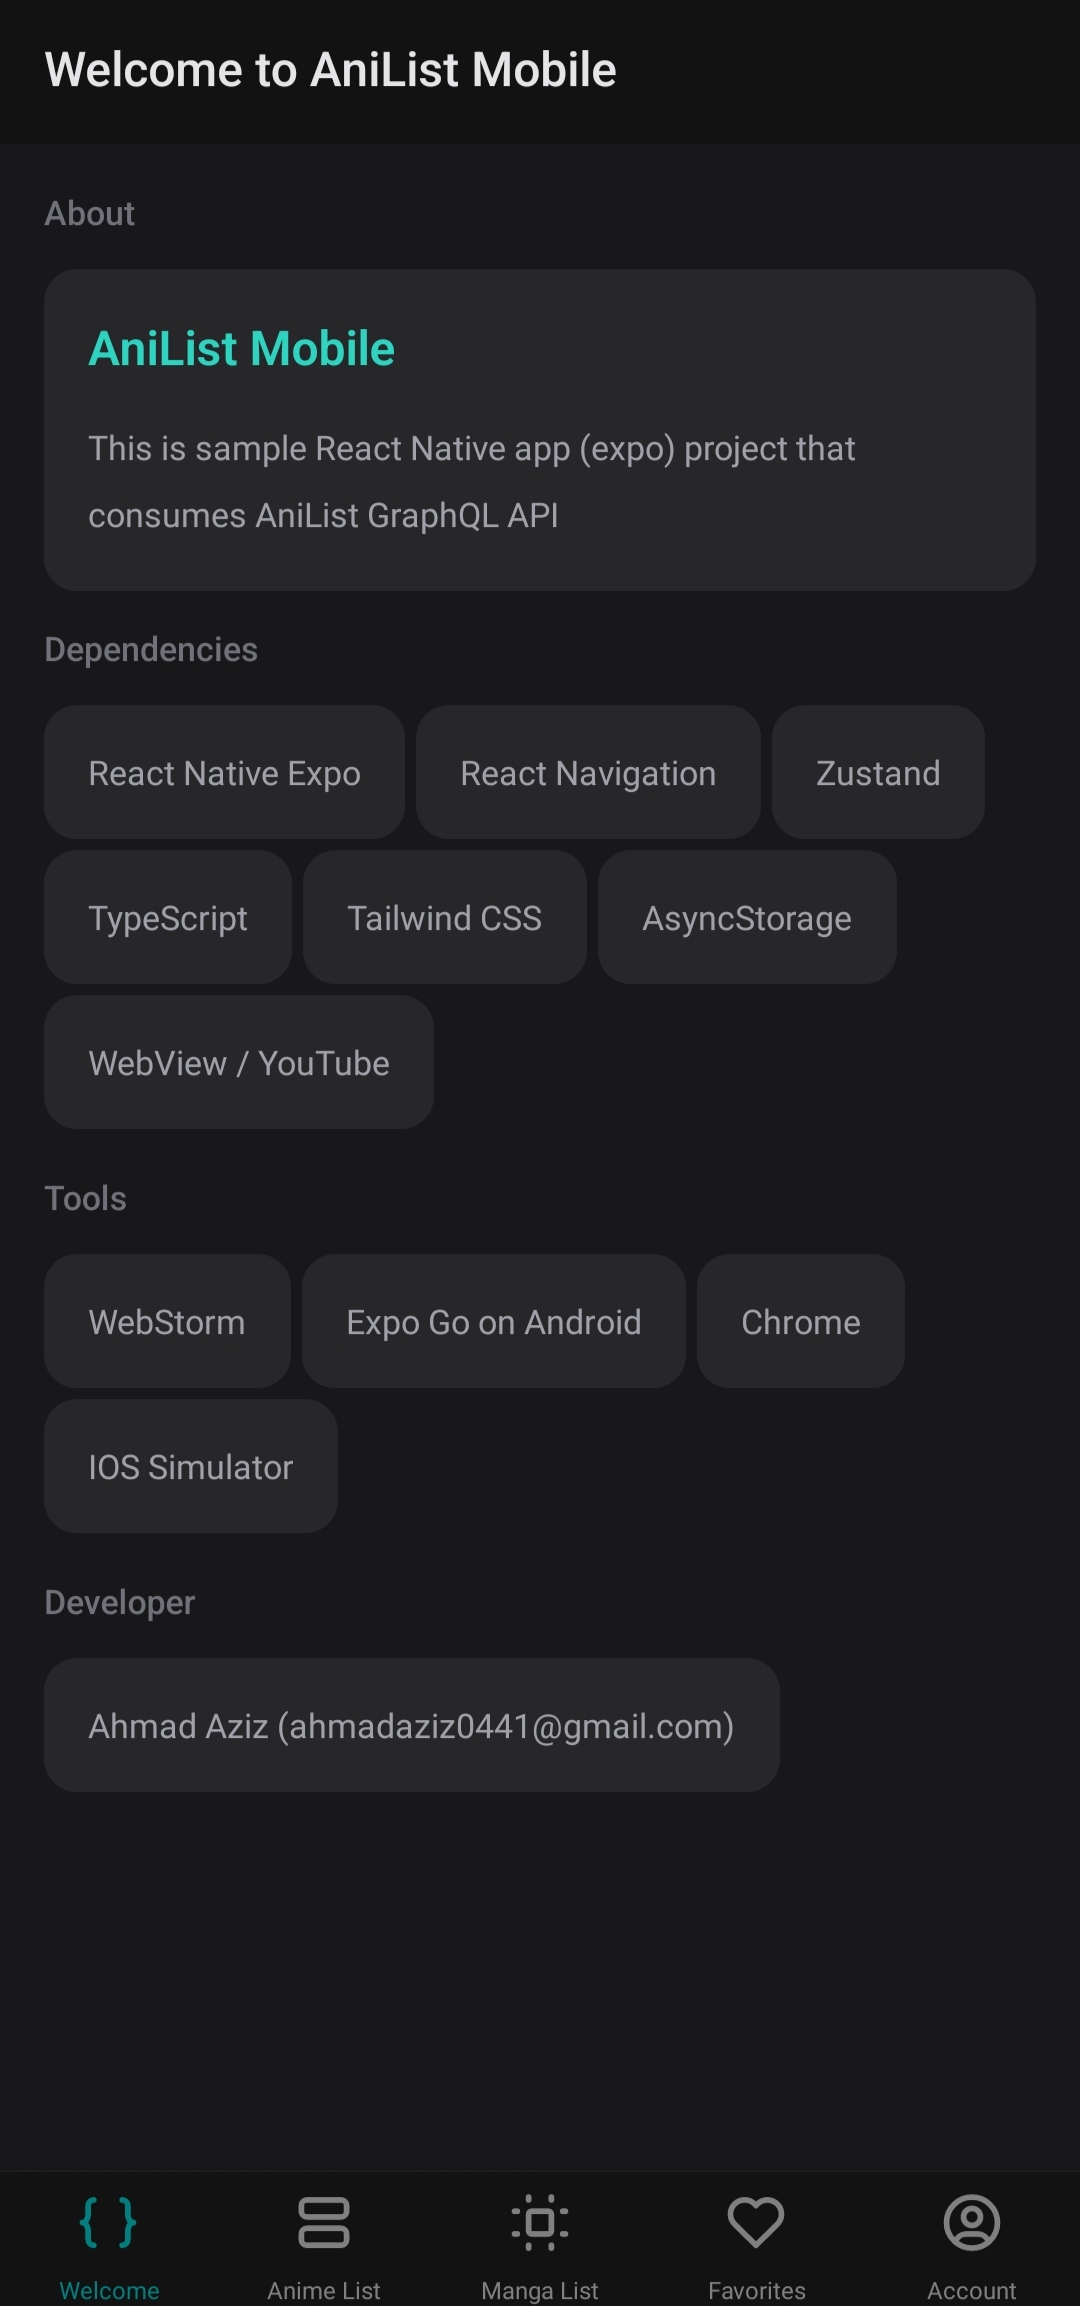 Welcome to AniList Mobile
About
AniList Mobile
This is sample React Native app (expo) project that
consumes AniList GraphQL API
Dependencies
React Native Expo
React Navigation
Zustand
TypeScript
Tailwind CSS
AsyncStorage
WebView / YouTube
Tools
WebStorm
Expo Go on Android
Chrome
IOS Simulator
Developer
Ahmad Aziz (ahmadaziz0441@gmail.com)
Welcome
Anime List
Manga List
Favorites
Account